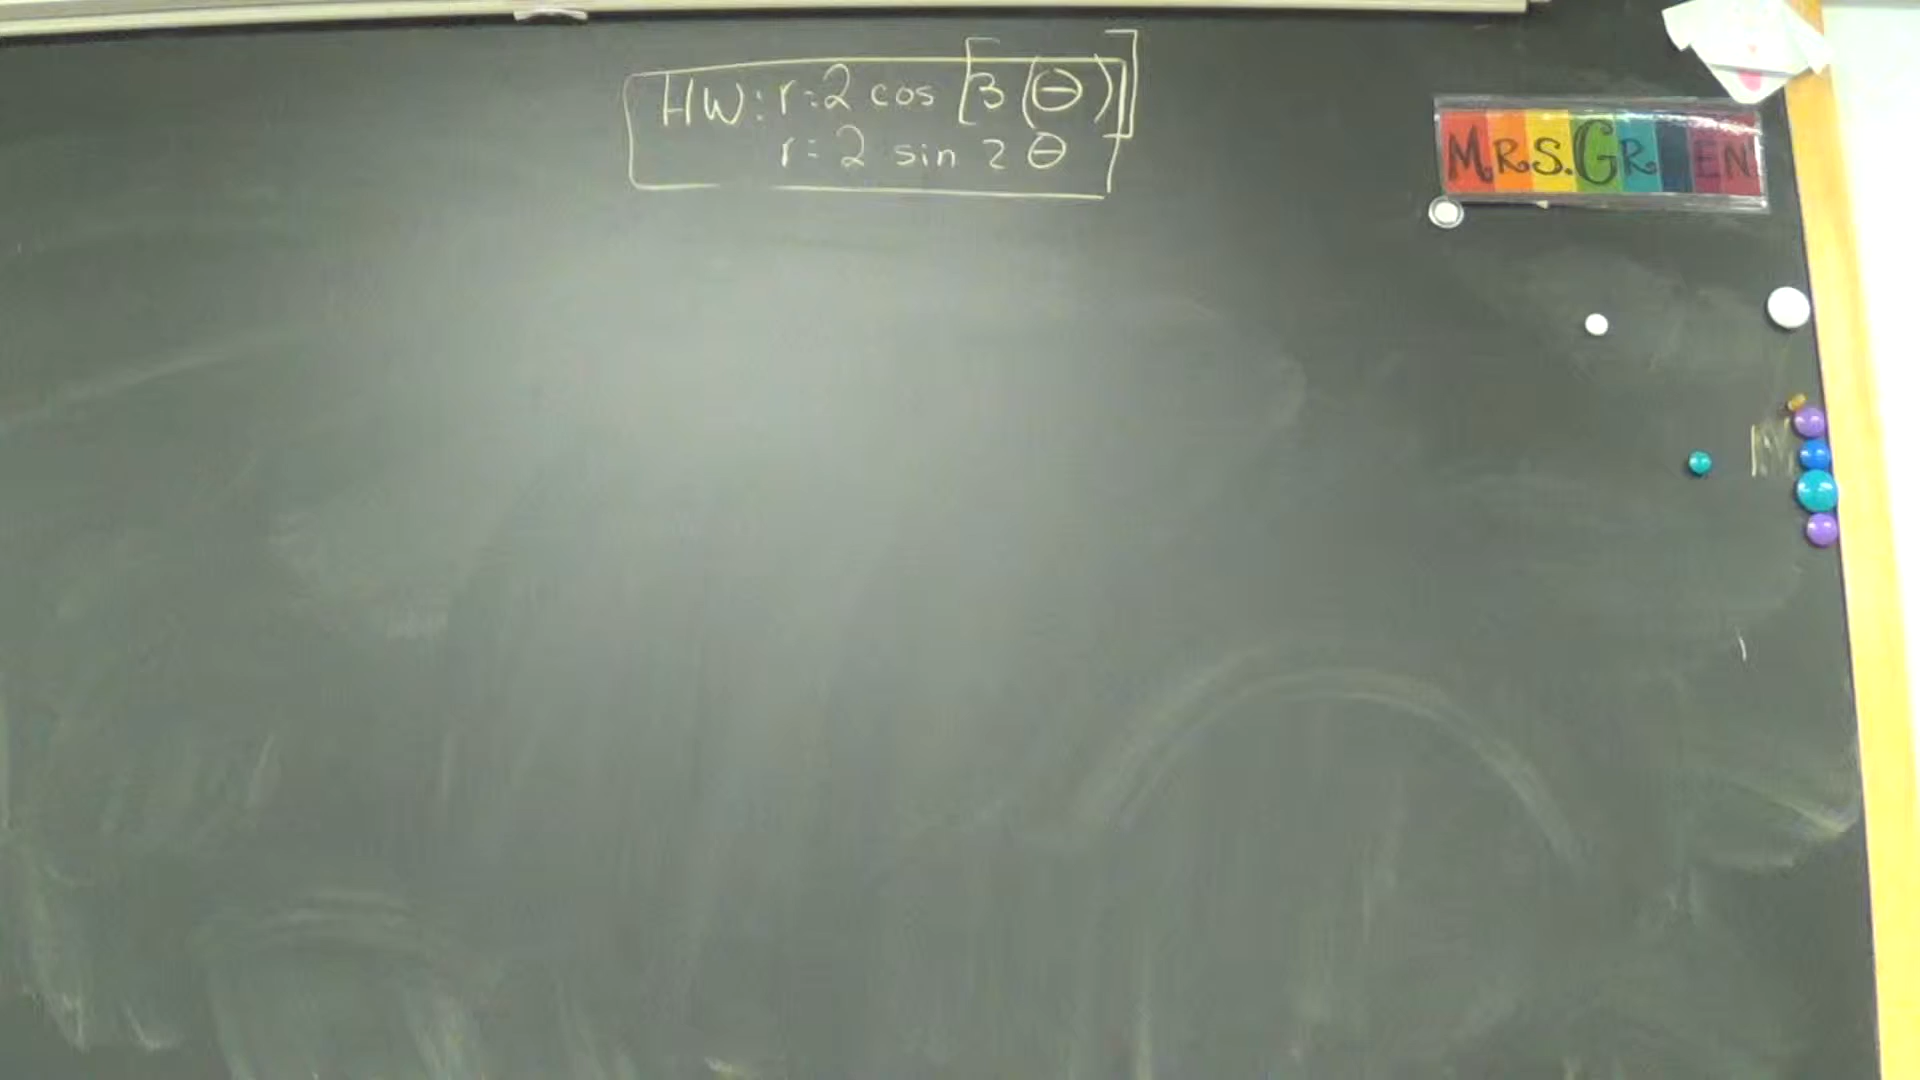 HW: r=2 cos [3(θ)]
r=2 sin 2θ
MRS. GREEN